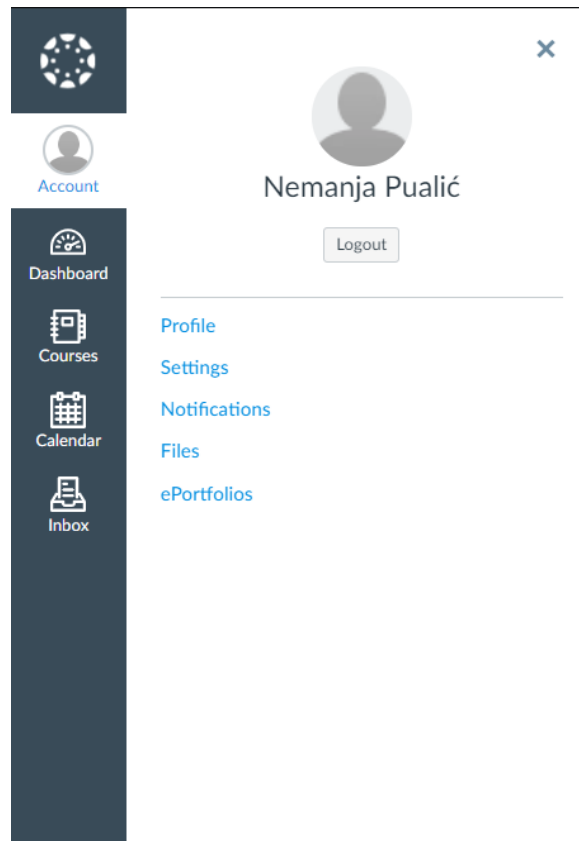 Account
Dashboard
Courses
Calendar
Inbox
Nemanja Pualić
Logout
Profile
Settings
Notifications
Files
ePortfolios